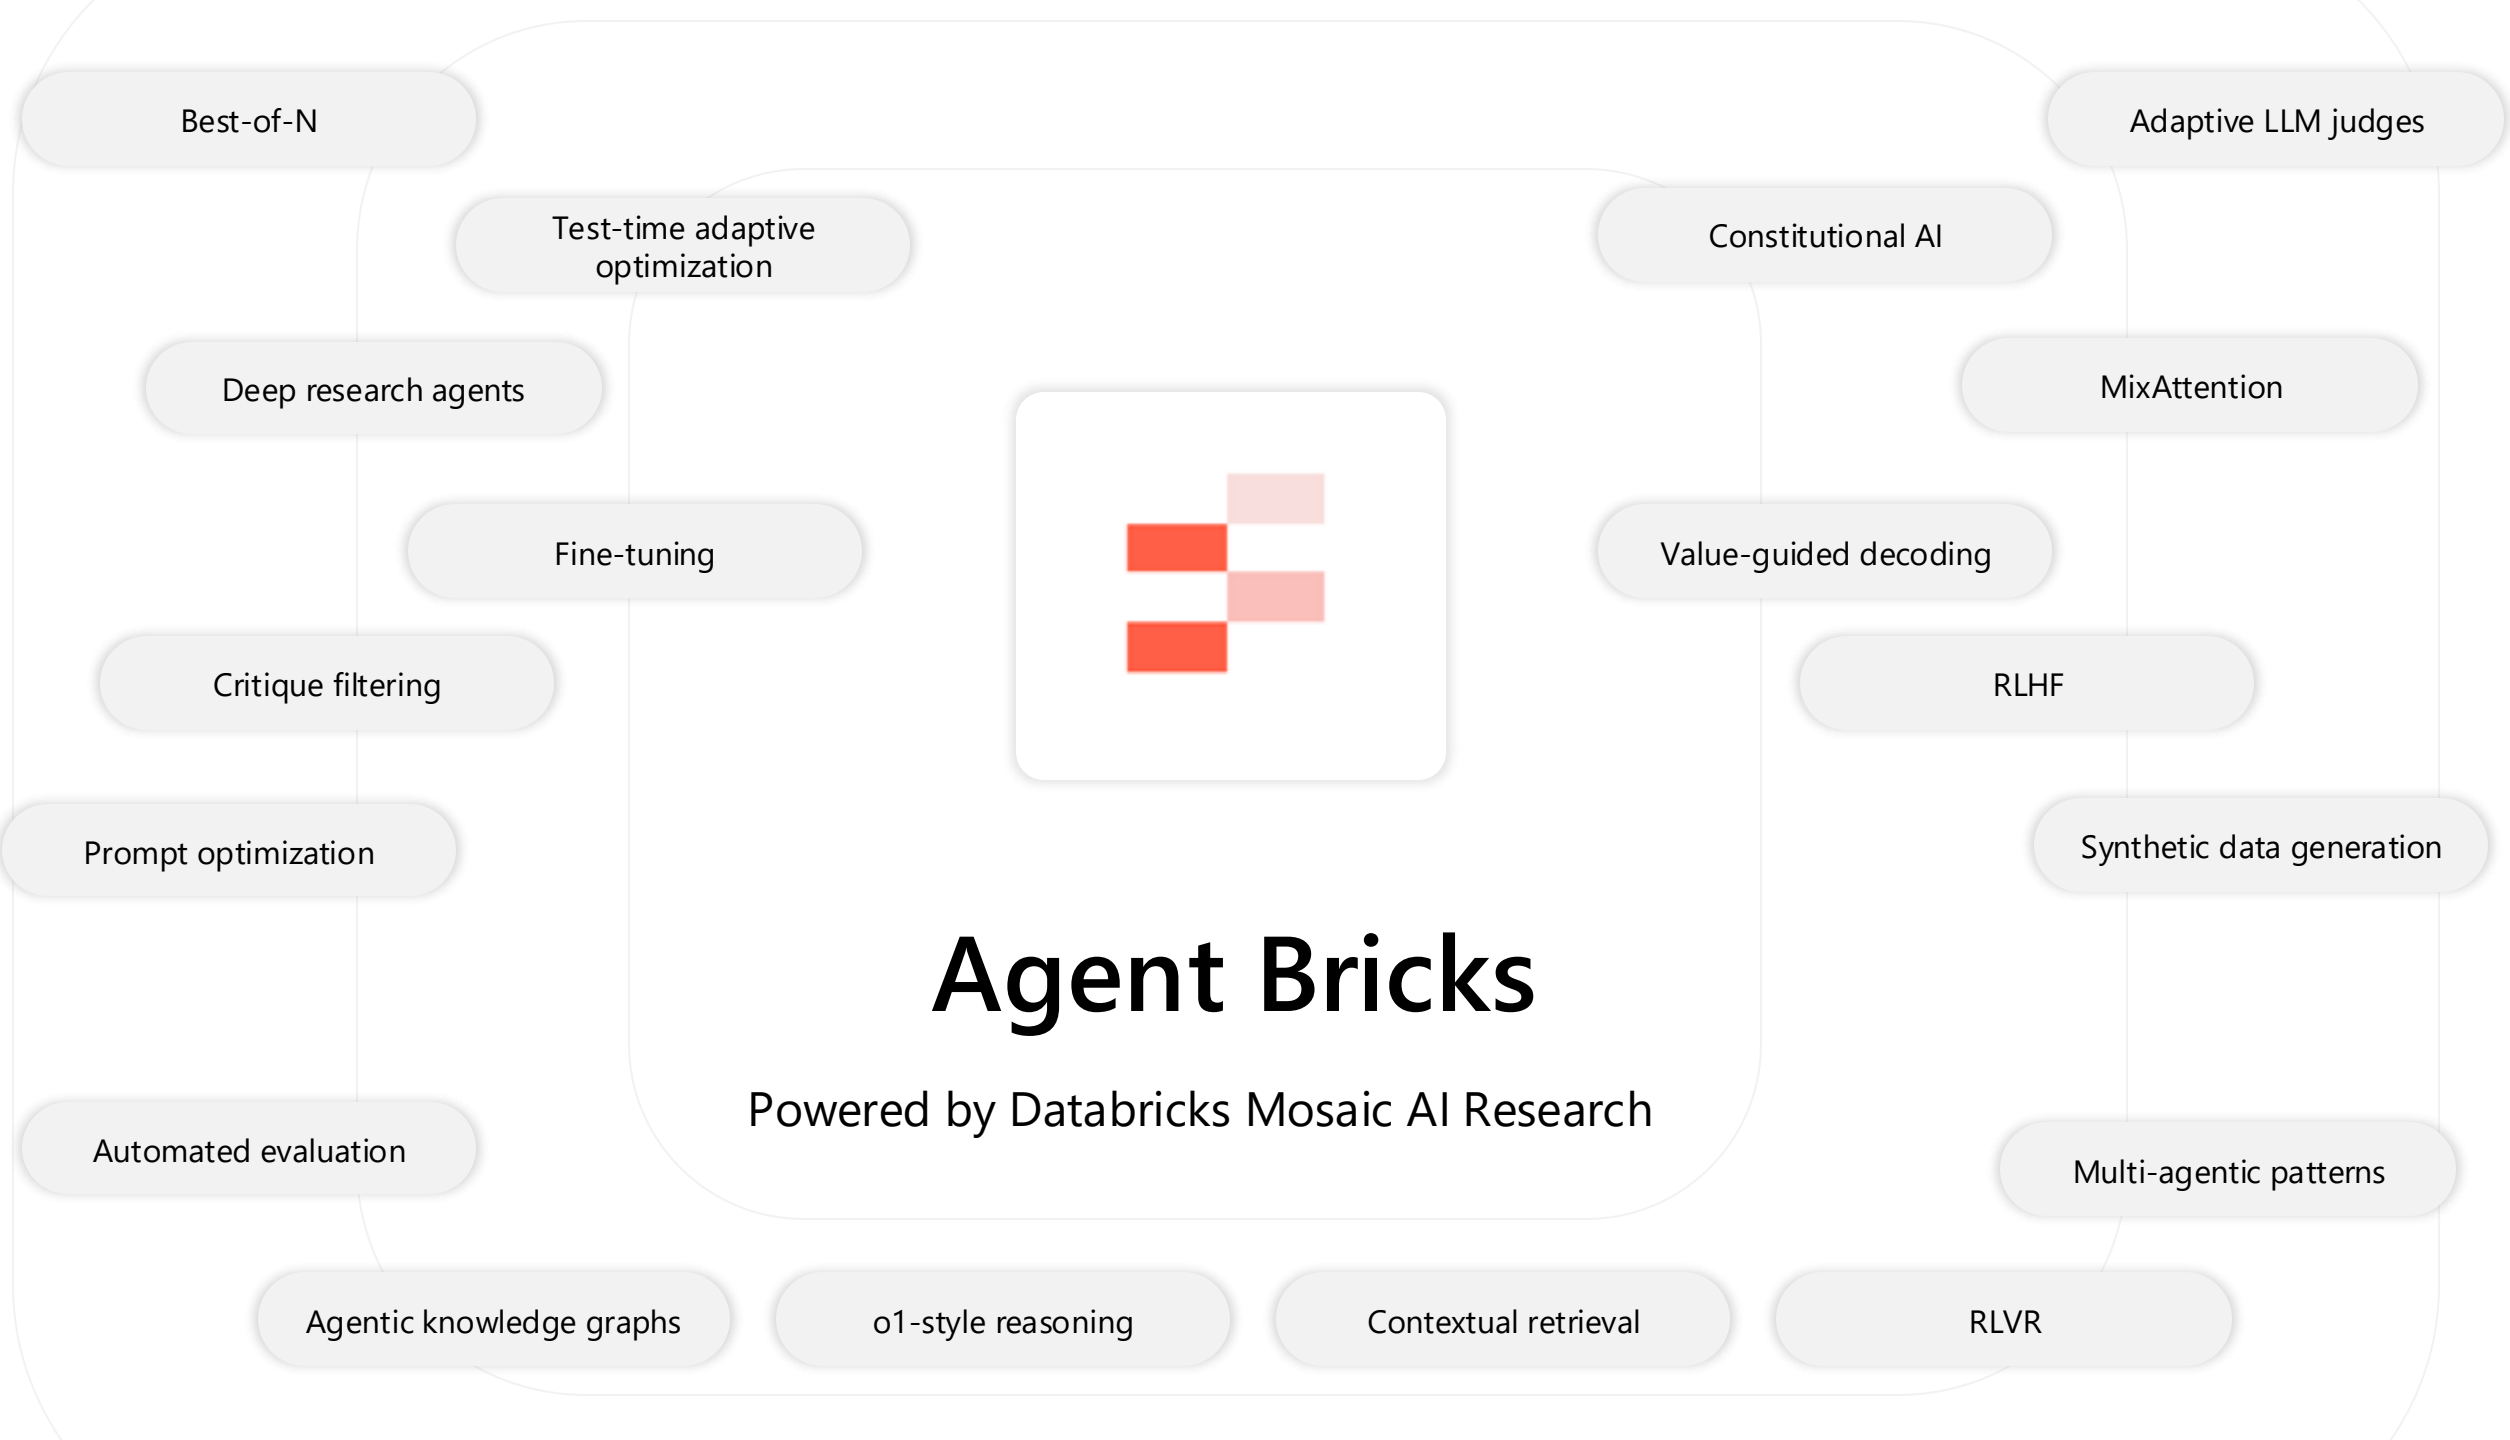 Best-of-N
Adaptive LLM judges
Test-time adaptive
optimization
Constitutional AI
Deep research agents
MixAttention
Fine-tuning
Value-guided decoding
Critique filtering
RLHF
Prompt optimization
Synthetic data generation
Agent Bricks
Powered by Databricks Mosaic AI Research
Automated evaluation
Multi-agentic patterns
Agentic knowledge graphs
o1-style reasoning
Contextual retrieval
RLVR